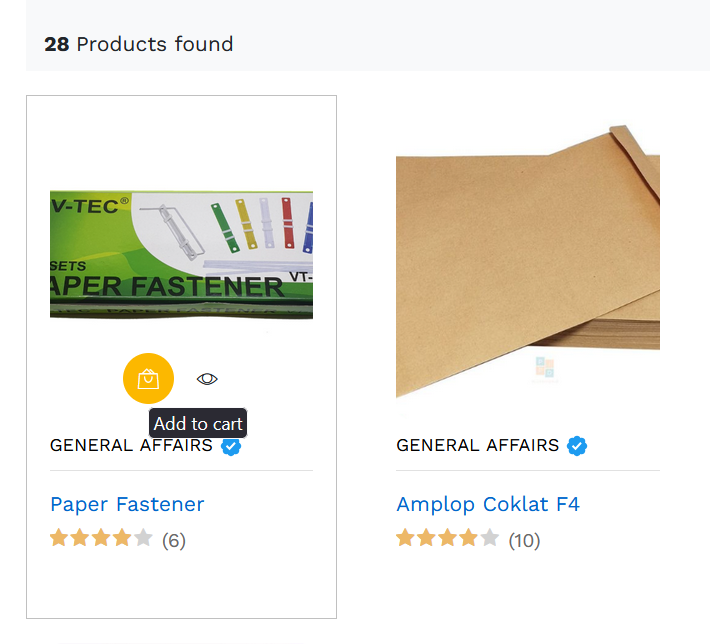 28 Products found
V-TEC®
SETS
APER FASTENER
VT-
Add to cart
GENERAL AFFAIRS
GENERAL AFFAIRS
Paper Fastener
Amplop Coklat F4
(6)
(10)